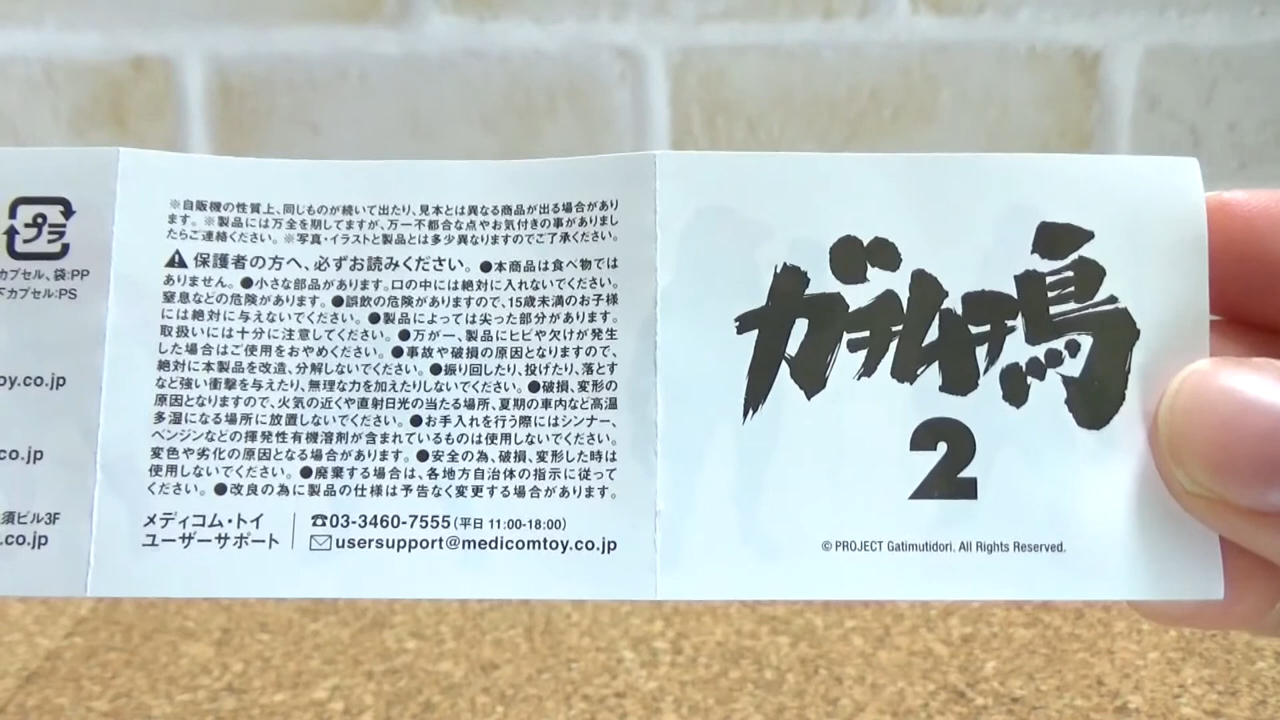 プラ
カプセル、袋:PP
下カプセル:PS
oy.co.jp
co.jp
須ビル3F
.co.jp
※自販機の性質上、同じものが続いて出たり、見本とは異なる商品が出る場合があり
ます。※製品には万全を期してますが、万一不都合な点やお気付きの事がありまし
たらご連絡ください。※写真・イラストと製品とは多少異なりますのでご了承ください。
保護者の方へ、必ずお読みください。●本商品は食べ物では
ありません。●小さな部品があります。口の中には絶対に入れないでください。
窒息などの危険があります。●誤飲の危険がありますので、15歳未満のお子様
には絶対に与えないでください。●製品によっては尖った部分があります。
取扱いには十分に注意してください。●万が一、製品にヒビや欠けが発生
した場合はご使用をおやめください。●事故や破損の原因となりますので、
絶対に本製品を改造、分解しないでください。●振り回したり、投げたり、落とす
など強い衝撃を与えたり、無理な力を加えたりしないでください。●破損、変形の
原因となりますので、火気の近くや直射日光の当たる場所、夏期の車内など高温
多湿になる場所に放置しないでください。●お手入れを行う際にはシンナー、
ベンジンなどの揮発性有機溶剤が含まれているものは使用しないでください。
変色や劣化の原因となる場合があります。●安全の為、破損、変形した時は
使用しないでください。●廃棄する場合は、各地方自治体の指示に従って
ください。●改良の為に製品の仕様は予告なく変更する場合があります。
メディコム・トイ
ユーザーサポート
☎03-3460-7555(平日 11:00-18:00)
usersupport@medicomtoy.co.jp
ガチムチ鳥
2
© PROJECT Gatimutidori. All Rights Reserved.